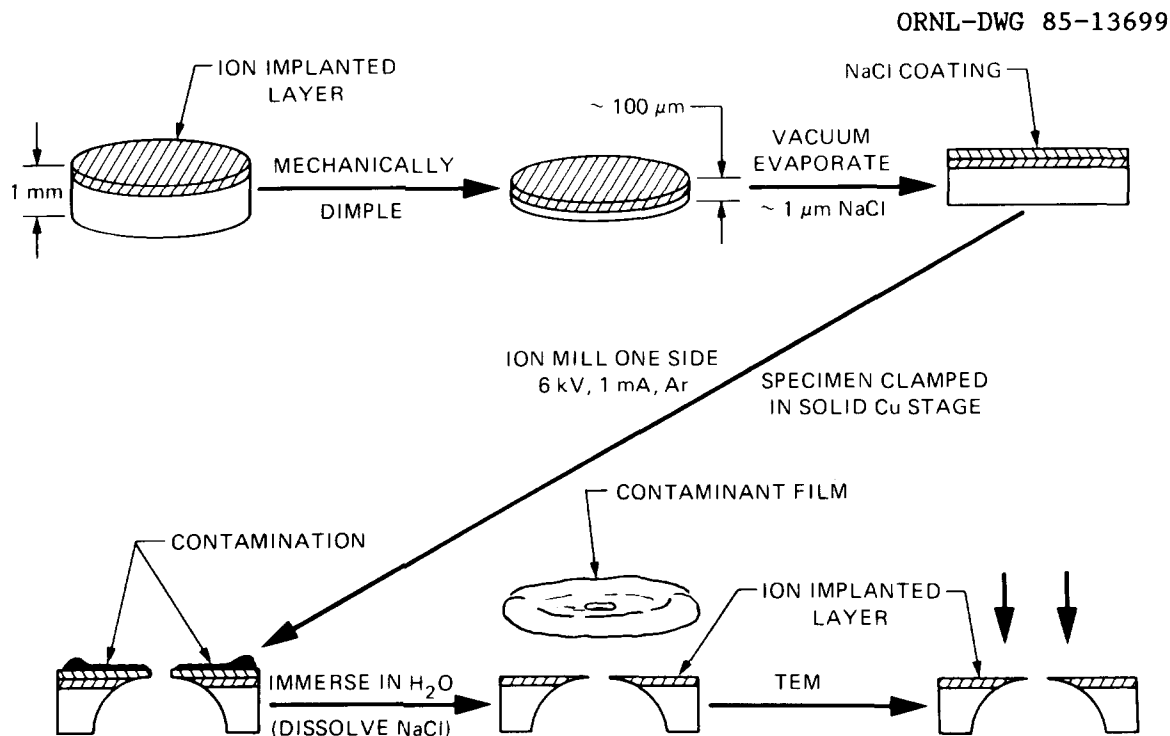 ORNL-DWG 85-13699
ION IMPLANTED
LAYER
1 mm
MECHANICALLY
DIMPLE
~ 100 μm
VACUUM
EVAPORATE
~ 1 μm NaCl
NaCl COATING
ION MILL ONE SIDE
6 kV, 1 mA, Ar
SPECIMEN CLAMPED
IN SOLID Cu STAGE
CONTAMINATION
CONTAMINANT FILM
IMMERSE IN H₂O
(DISSOLVE NaCl)
ION IMPLANTED
LAYER
TEM